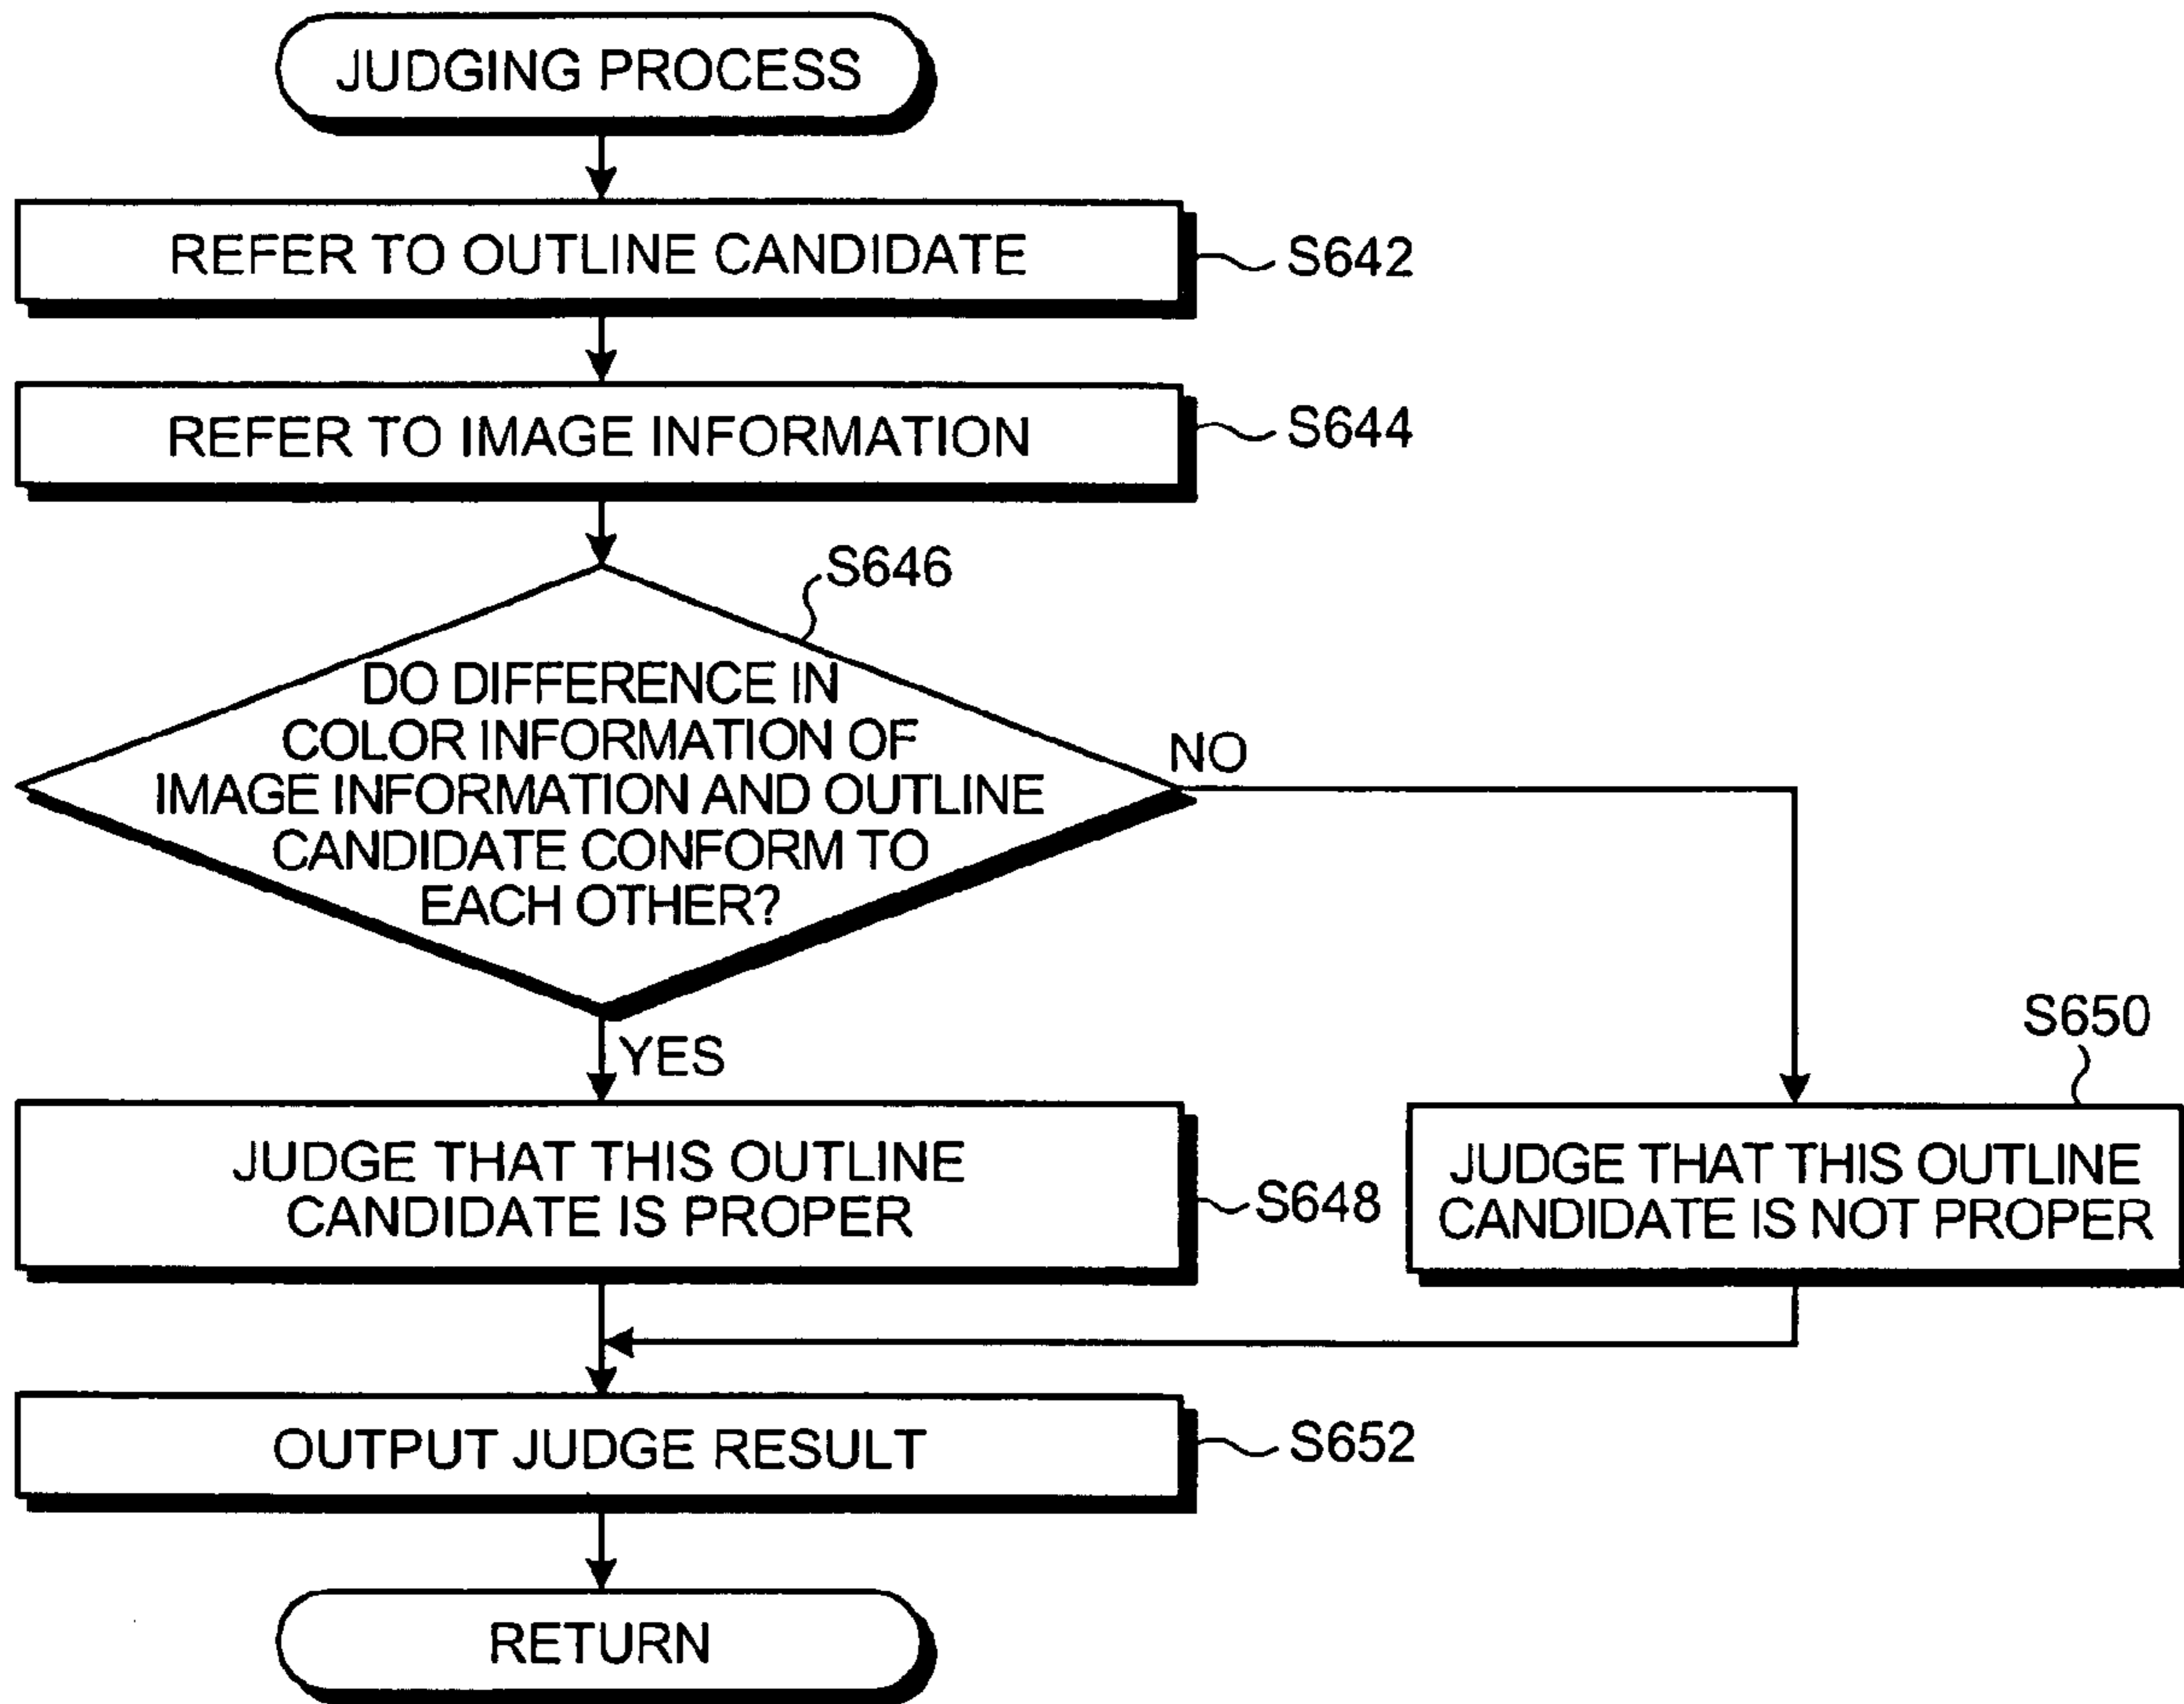 JUDGING PROCESS
REFER TO OUTLINE CANDIDATE
S642
REFER TO IMAGE INFORMATION
S644
S646
DO DIFFERENCE IN
COLOR INFORMATION OF
IMAGE INFORMATION AND OUTLINE
CANDIDATE CONFORM TO
EACH OTHER?
NO
YES
JUDGE THAT THIS OUTLINE
CANDIDATE IS PROPER
S648
S650
JUDGE THAT THIS OUTLINE
CANDIDATE IS NOT PROPER
OUTPUT JUDGE RESULT
S652
RETURN